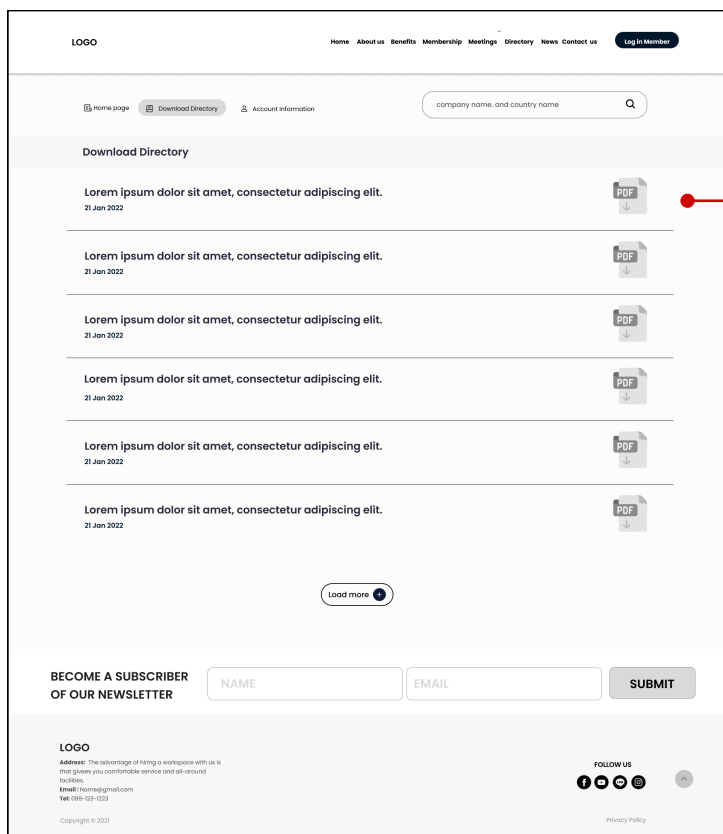 LOGO
Home About us Benefits Membership Meetings Directory News Contact us Log in Member
Home page Download Directory Account Information company name. and country name
Download Directory
Lorem ipsum dolor sit amet, consectetur adipiscing elit.
21 Jan 2022
PDF
Lorem ipsum dolor sit amet, consectetur adipiscing elit.
21 Jan 2022
PDF
Lorem ipsum dolor sit amet, consectetur adipiscing elit.
21 Jan 2022
PDF
Lorem ipsum dolor sit amet, consectetur adipiscing elit.
21 Jan 2022
PDF
Lorem ipsum dolor sit amet, consectetur adipiscing elit.
21 Jan 2022
PDF
Lorem ipsum dolor sit amet, consectetur adipiscing elit.
21 Jan 2022
PDF
Load more
BECOME A SUBSCRIBER
OF OUR NEWSLETTER
NAME
EMAIL
SUBMIT
LOGO
Address: The advantage of hiring a workspace with us is
that givees you comfortable service and all-around
facilities.
Email : Name@gmail.com
Tel: 099-123-1223
FOLLOW US
Copyright © 2021
Privacy Policy